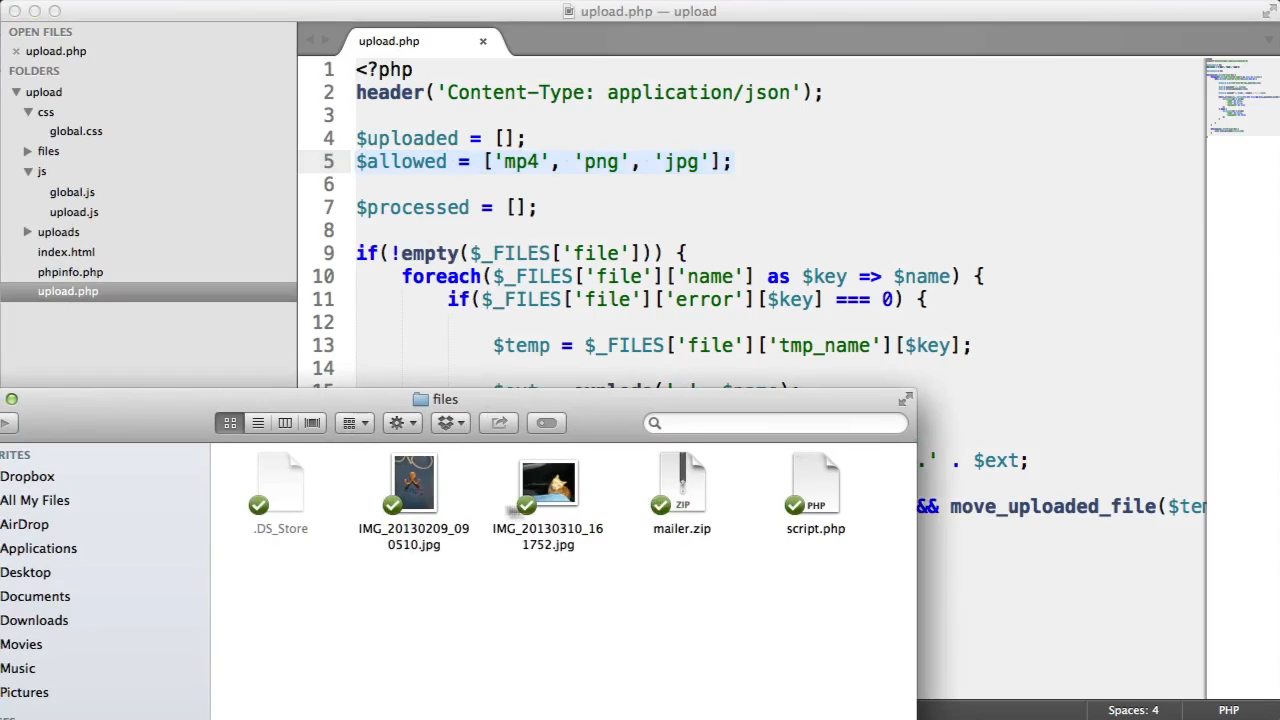 upload.php — upload
OPEN FILES
upload.php
FOLDERS
upload
css
global.css
files
js
global.js
upload.js
uploads
index.html
phpinfo.php
upload.php
upload.php
1 <?php
2 header('Content-Type: application/json');
3
4 $uploaded = [];
5 $allowed = ['mp4', 'png', 'jpg'];
6
7 $processed = [];
8
9 if(!empty($_FILES['file'])) {
10 foreach($_FILES['file']['name'] as $key => $name) {
11 if($_FILES['file']['error'][$key] === 0) {
12
13 $temp = $_FILES['file']['tmp_name'][$key];
14
.' . $ext;
&& move_uploaded_file($tem
files
RITES
Dropbox
All My Files
AirDrop
Applications
Desktop
Documents
Downloads
Movies
Music
Pictures
.DS_Store
IMG_20130209_09
0510.jpg
IMG_20130310_16
1752.jpg
ZIP
mailer.zip
PHP
script.php
Spaces: 4
PHP